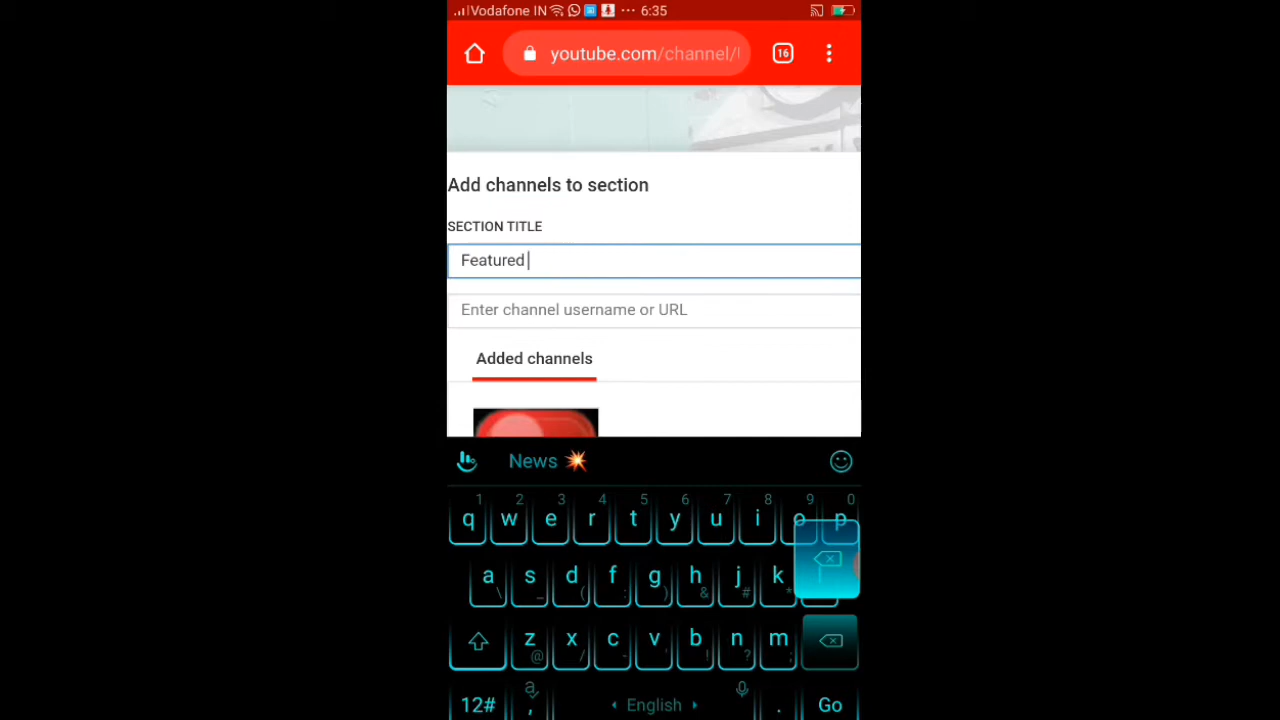 Vodafone IN ··· 6:35
youtube.com/channel/
16
Add channels to section
SECTION TITLE
Featured
Enter channel username or URL
Added channels
News 💥
1 2 3 4 5 6 7 8 9 0
q w e r t y u i o p
a s d f g h j k
\ _ ( : ) & # *
z x c v b n m
@ / - ' ! ? ;
12# , English . Go